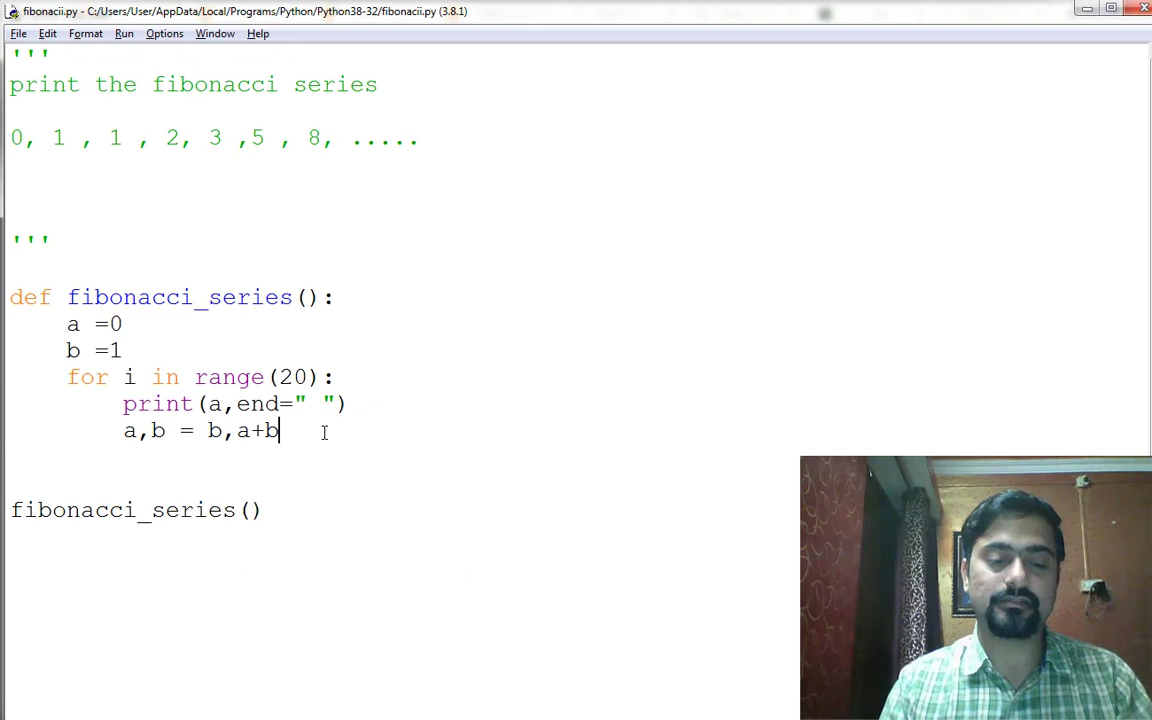 fibonacii.py - C:/Users/User/AppData/Local/Programs/Python/Python38-32/fibonacii.py (3.8.1)
File Edit Format Run Options Window Help
'''
print the fibonacci series
0, 1 , 1 , 2, 3 ,5 , 8, .....
'''
def fibonacci_series():
    a =0
    b =1
    for i in range(20):
        print(a,end=" ")
        a,b = b,a+b
fibonacci_series()